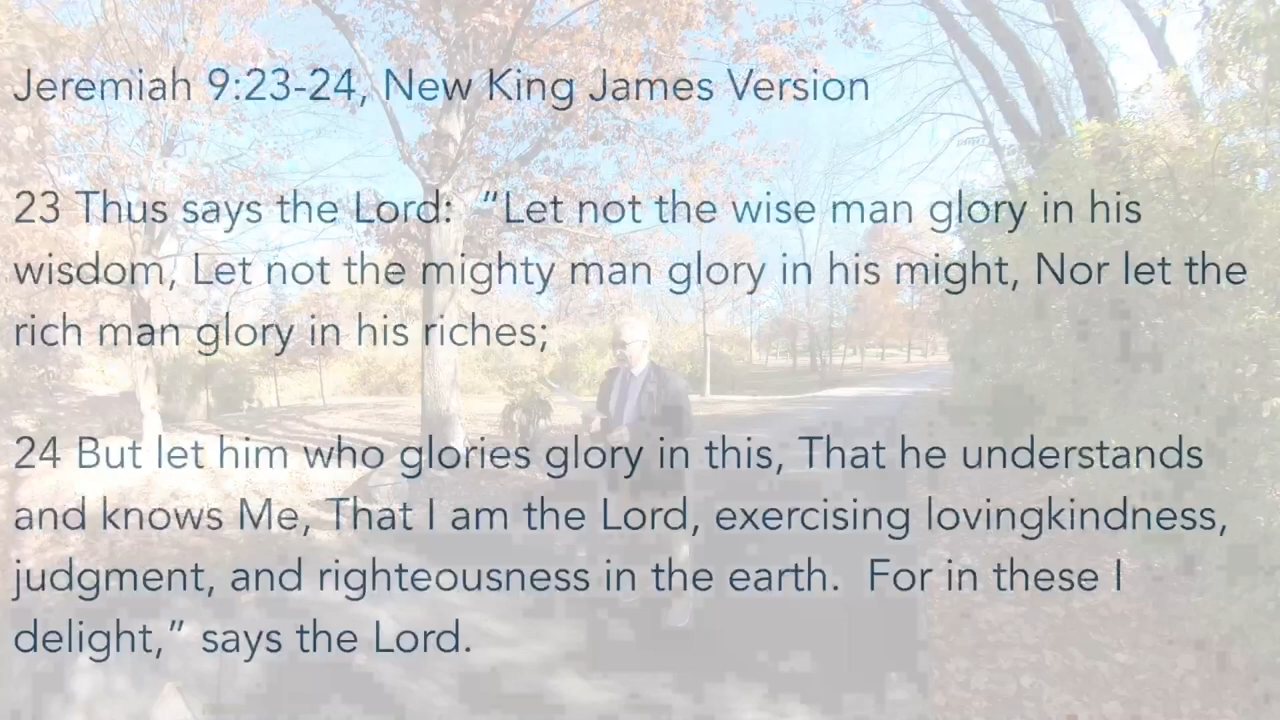 Jeremiah 9:23-24, New King James Version
23 Thus says the Lord:  “Let not the wise man glory in his
wisdom, Let not the mighty man glory in his might, Nor let the
rich man glory in his riches;
24 But let him who glories glory in this, That he understands
and knows Me, That I am the Lord, exercising lovingkindness,
judgment, and righteousness in the earth.  For in these I
delight,” says the Lord.